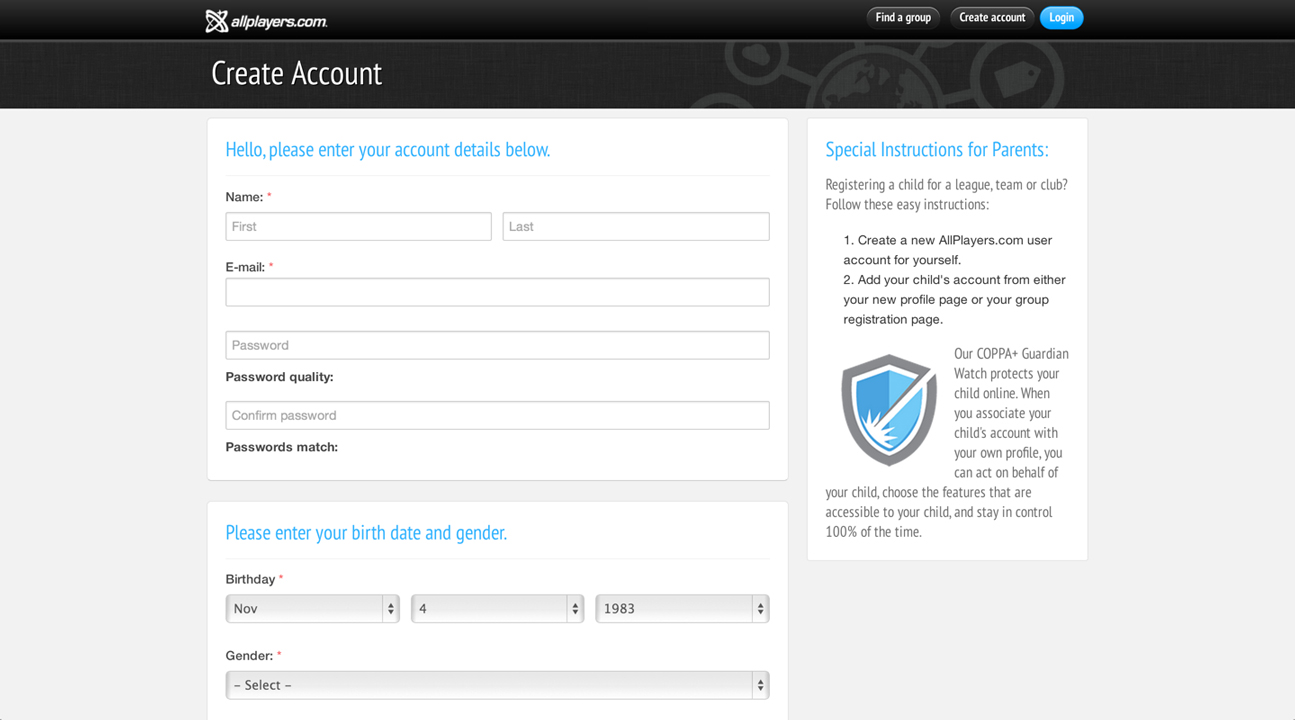 allplayers.com
Find a group
Create account
Login
Create Account
Hello, please enter your account details below.
Name: *
First
Last
E-mail: *
Password
Password quality:
Confirm password
Passwords match:
Please enter your birth date and gender.
Birthday *
Nov
4
1983
Gender: *
– Select –
Special Instructions for Parents:
Registering a child for a league, team or club?
Follow these easy instructions:
1. Create a new AllPlayers.com user
account for yourself.
2. Add your child's account from either
your new profile page or your group
registration page.
Our COPPA+ Guardian
Watch protects your
child online. When
you associate your
child's account with
your own profile, you
can act on behalf of
your child, choose the features that are
accessible to your child, and stay in control
100% of the time.